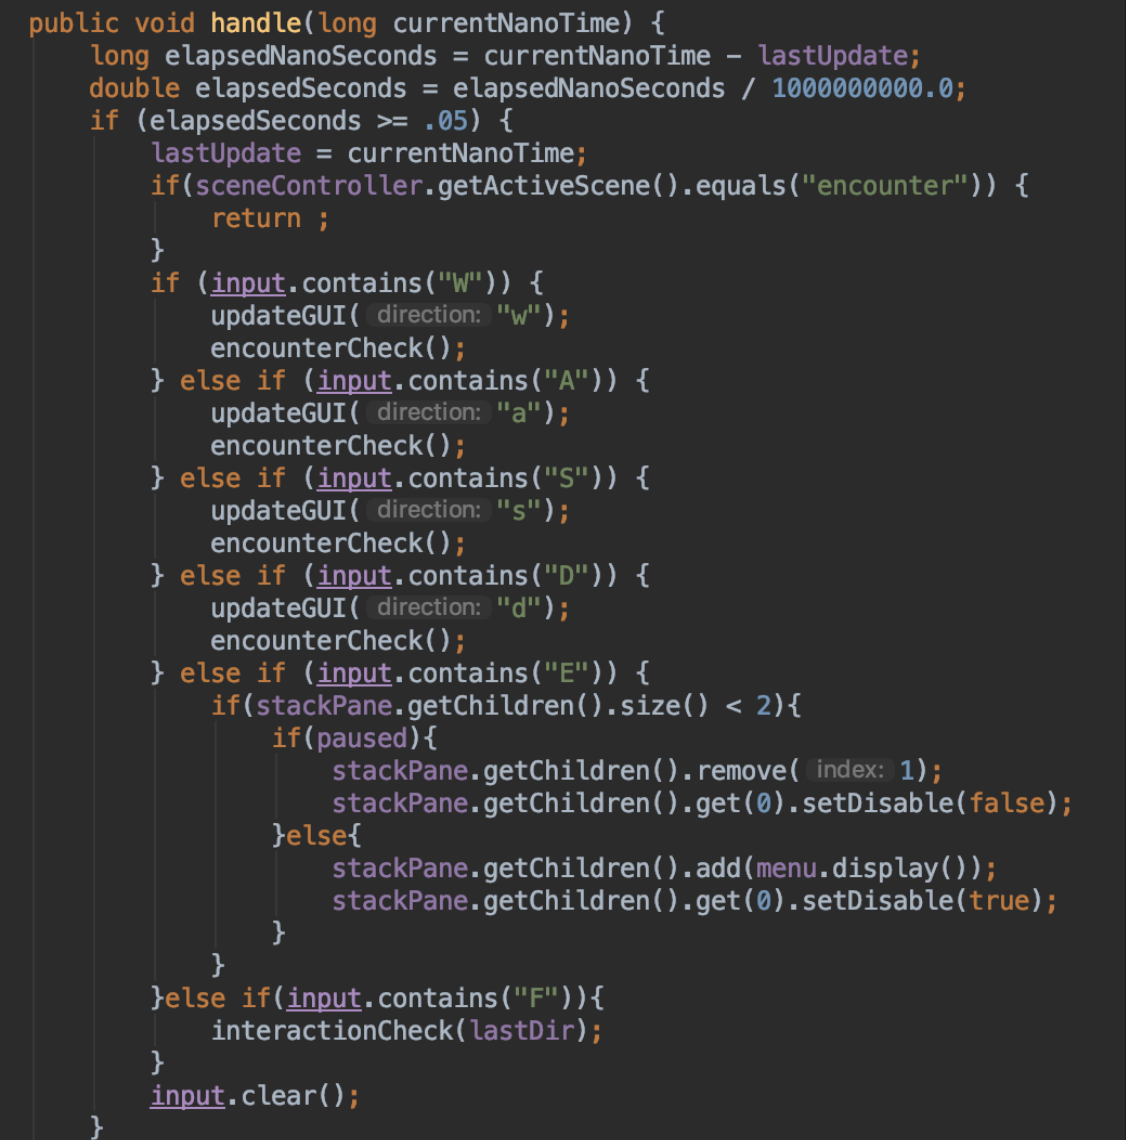 public void handle(long currentNanoTime) {
long elapsedNanoSeconds = currentNanoTime - lastUpdate;
double elapsedSeconds = elapsedNanoSeconds / 1000000000.0;
if (elapsedSeconds >= .05) {
lastUpdate = currentNanoTime;
if(sceneController.getActiveScene().equals("encounter")) {
return ;
}
if (input.contains("W")) {
updateGUI( direction: "w");
encounterCheck();
} else if (input.contains("A")) {
updateGUI( direction: "a");
encounterCheck();
} else if (input.contains("S")) {
updateGUI( direction: "s");
encounterCheck();
} else if (input.contains("D")) {
updateGUI( direction: "d");
encounterCheck();
} else if (input.contains("E")) {
if(stackPane.getChildren().size() < 2){
if(paused){
stackPane.getChildren().remove( index: 1);
stackPane.getChildren().get(0).setDisable(false);
}else{
stackPane.getChildren().add(menu.display());
stackPane.getChildren().get(0).setDisable(true);
}
}
}else if(input.contains("F")){
interactionCheck(lastDir);
}
input.clear();
}